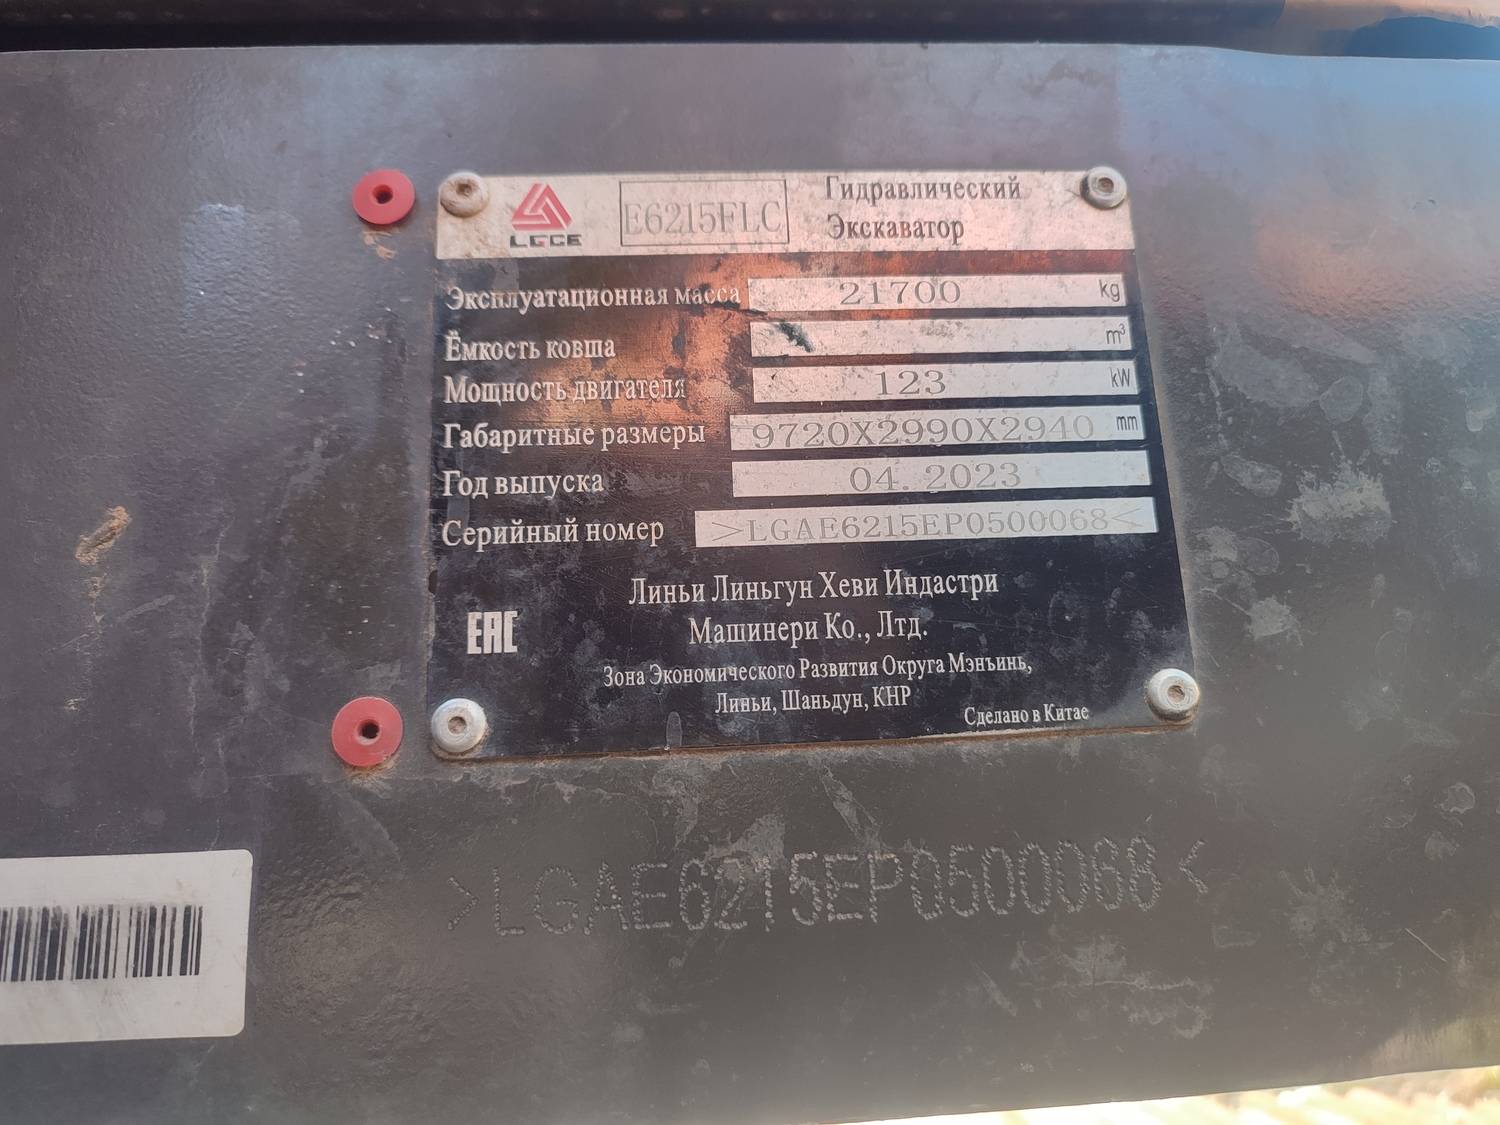 LGCE
E6215FLC
Гидравлический
Экскаватор
Эксплуатационная масса 21700 kg
Ёмкость ковша m³
Мощность двигателя 123 kW
Габаритные размеры 9720X2990X2940 mm
Год выпуска 04. 2023
Серийный номер >LGAE6215EP0500068<
Линьи Линьгун Хеви Индастри
Машинери Ко., Лтд.
EAC
Зона Экономического Развития Округа Мэнъинь,
Линьи, Шаньдун, КНР
Сделано в Китае
>LGAE6215EP0500068<